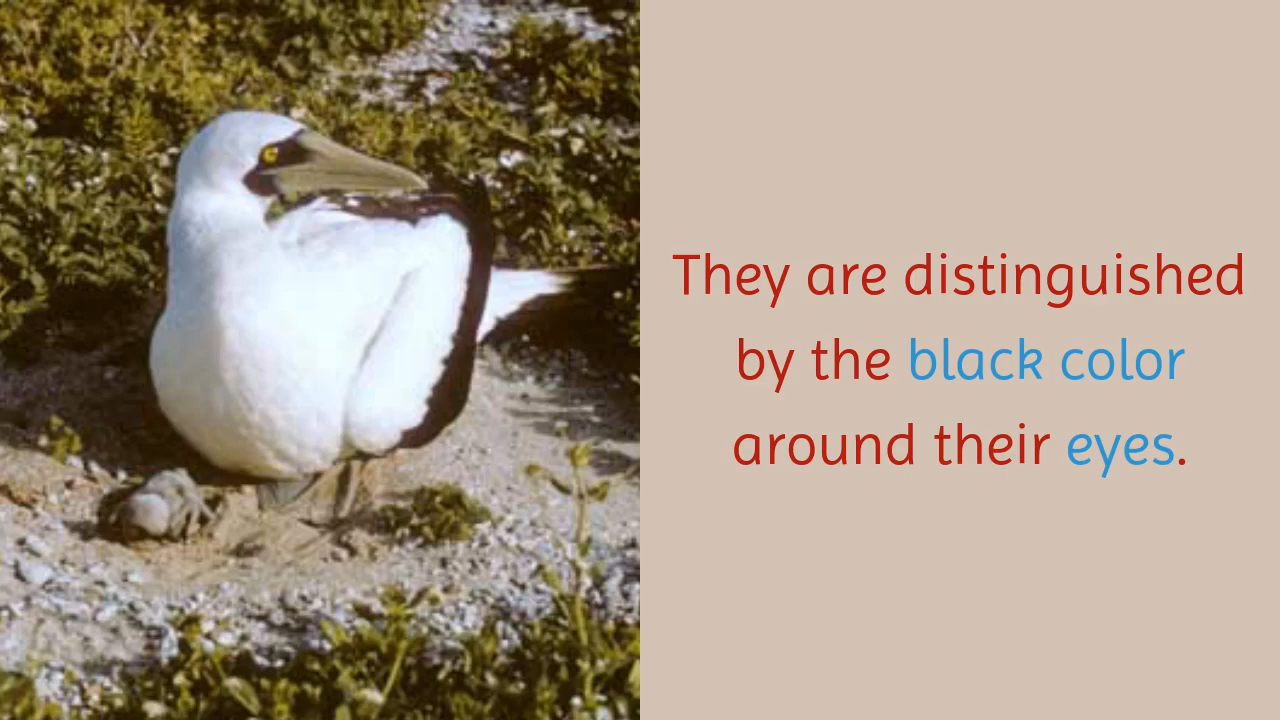 They are distinguished
by the black color
around their eyes.